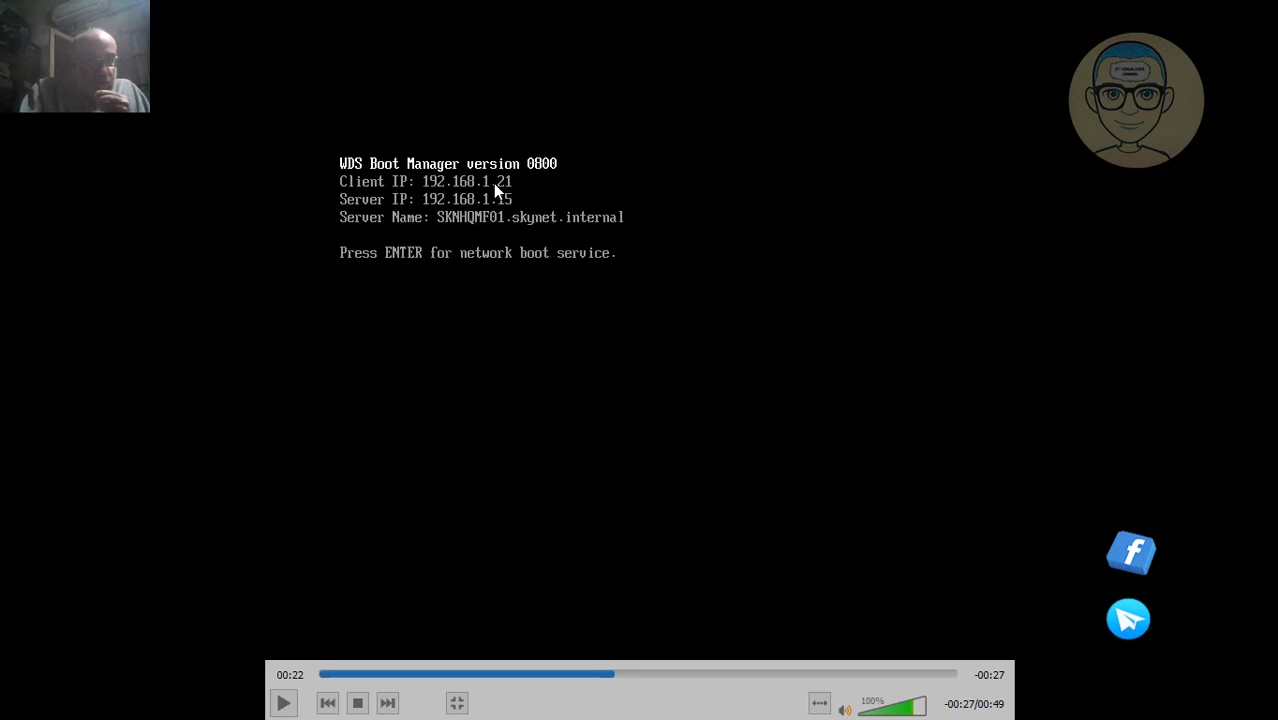 WDS Boot Manager version 0800
Client IP: 192.168.1.21
Server IP: 192.168.1.15
Server Name: SKNHQMF01.skynet.internal
Press ENTER for network boot service.
00:22
-00:27
100%
-00:27/00:49